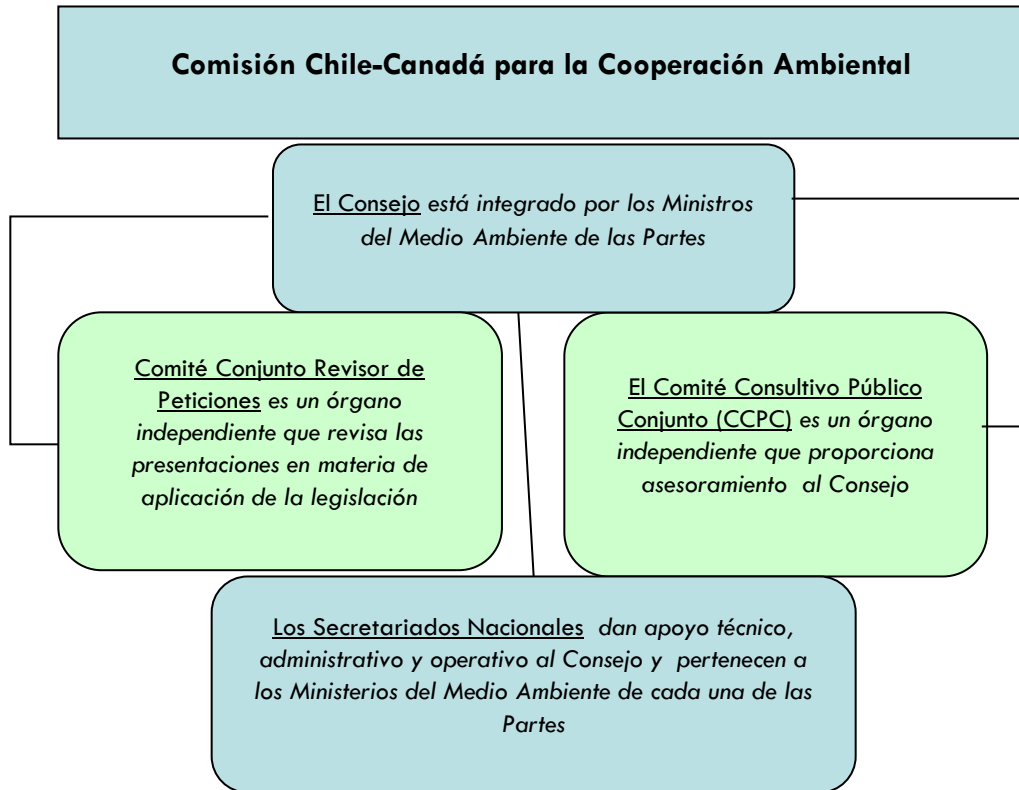 Comisión Chile-Canadá para la Cooperación Ambiental
El Consejo está integrado por los Ministros
del Medio Ambiente de las Partes
Comité Conjunto Revisor de
Peticiones es un órgano
independiente que revisa las
presentaciones en materia de
aplicación de la legislación
El Comité Consultivo Público
Conjunto (CCPC) es un órgano
independiente que proporciona
asesoramiento al Consejo
Los Secretariados Nacionales dan apoyo técnico,
administrativo y operativo al Consejo y pertenecen a
los Ministerios del Medio Ambiente de cada una de las
Partes